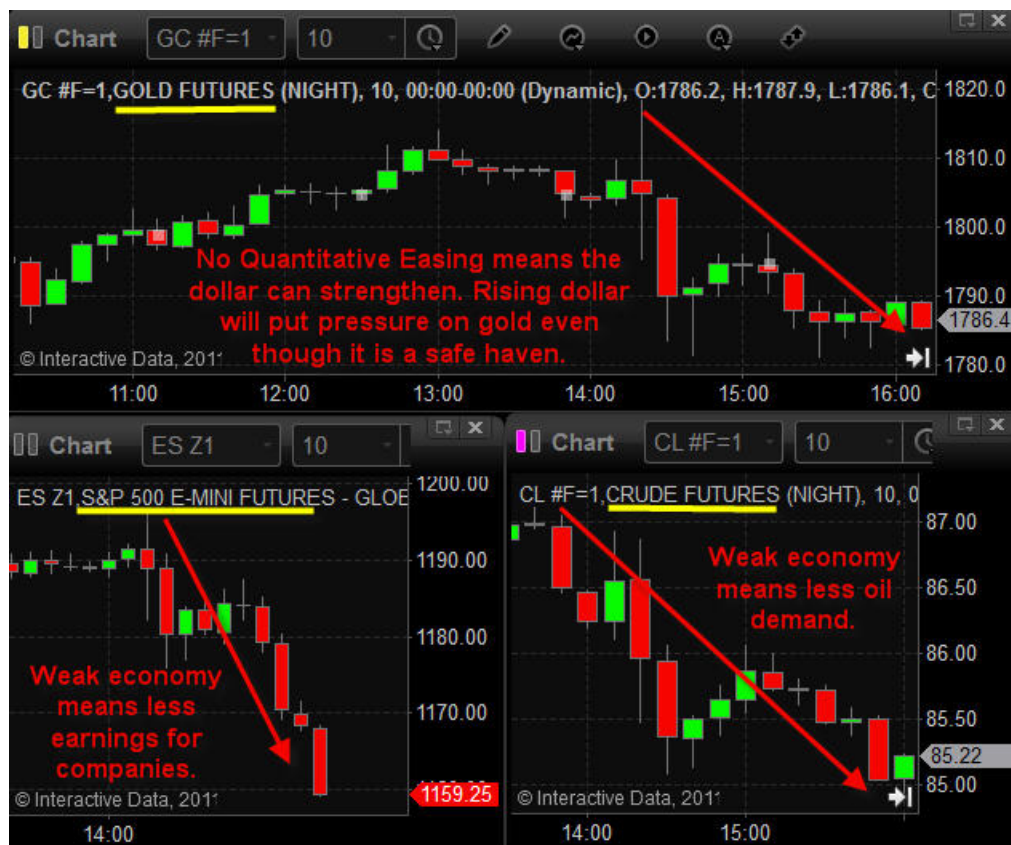 Chart GC #F=1 10
GC #F=1,GOLD FUTURES (NIGHT), 10, 00:00-00:00 (Dynamic), O:1786.2, H:1787.9, L:1786.1, C
1820.0
1810.0
1800.0
1790.0
1786.4
1780.0
No Quantitative Easing means the
dollar can strengthen. Rising dollar
will put pressure on gold even
though it is a safe haven.
© Interactive Data, 2011
11:00 12:00 13:00 14:00 15:00 16:00
Chart ES Z1 10
ES Z1,S&P 500 E-MINI FUTURES - GLOB
1200.00
1190.00
1180.00
1170.00
1159.25
Weak economy
means less
earnings for
companies.
© Interactive Data, 2011
14:00
Chart CL #F=1 10
CL #F=1,CRUDE FUTURES (NIGHT), 10, 0
87.00
86.50
86.00
85.50
85.22
85.00
Weak economy
means less oil
demand.
© Interactive Data, 2011
14:00 15:00